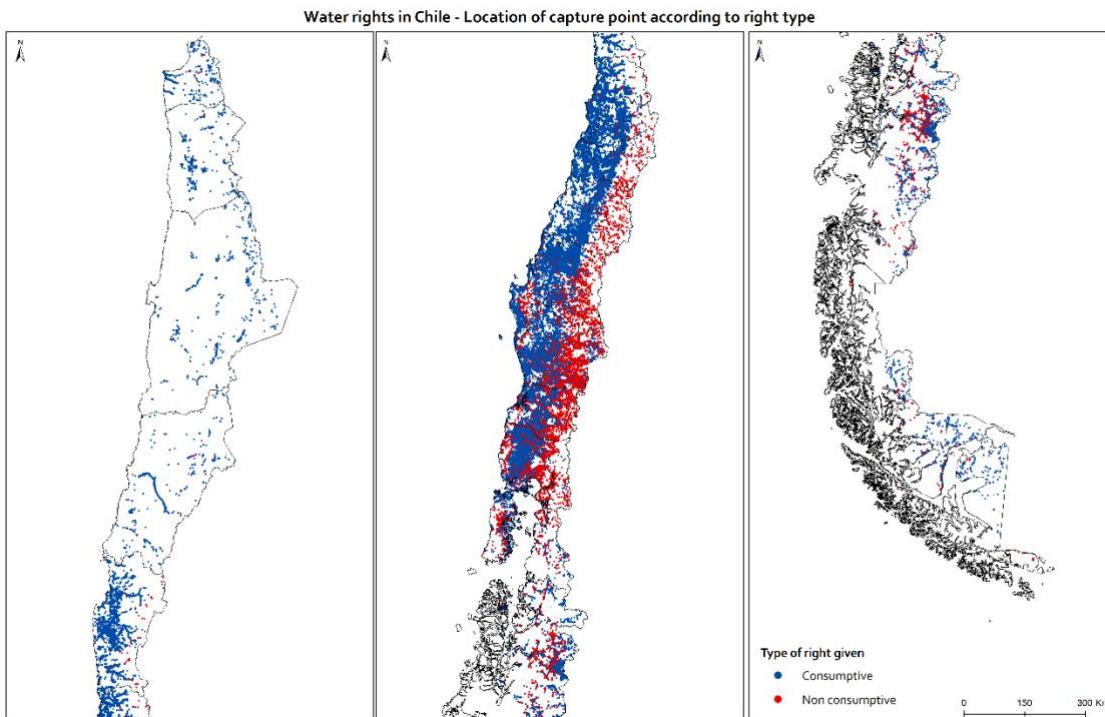 Water rights in Chile - Location of capture point according to right type
N
N
N
Type of right given
Consumptive
Non consumptive
0 150 300 Km